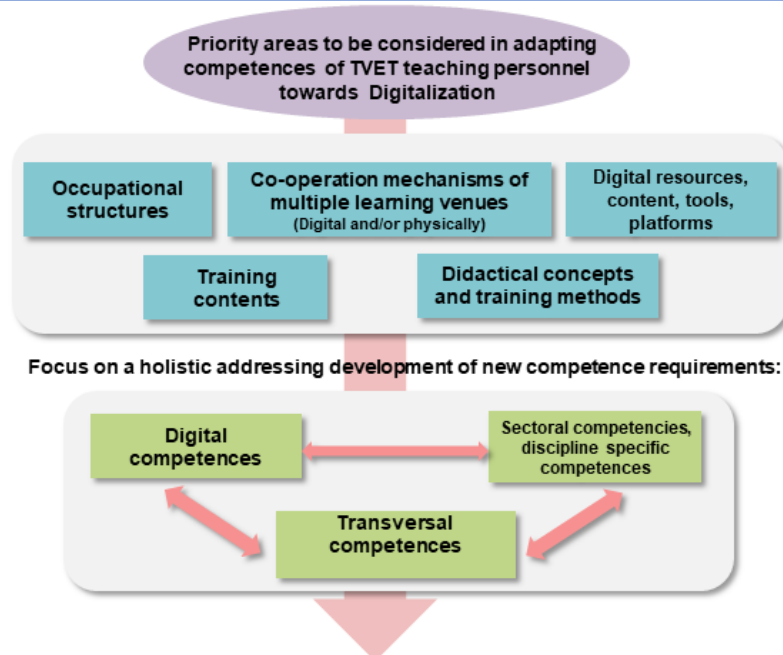 Priority areas to be considered in adapting
competences of TVET teaching personnel
towards Digitalization
Occupational
structures
Co-operation mechanisms of
multiple learning venues
(Digital and/or physically)
Digital resources,
content, tools,
platforms
Training
contents
Didactical concepts
and training methods
Focus on a holistic addressing development of new competence requirements:
Digital
competences
Sectoral competencies,
discipline specific
competences
Transversal
competences